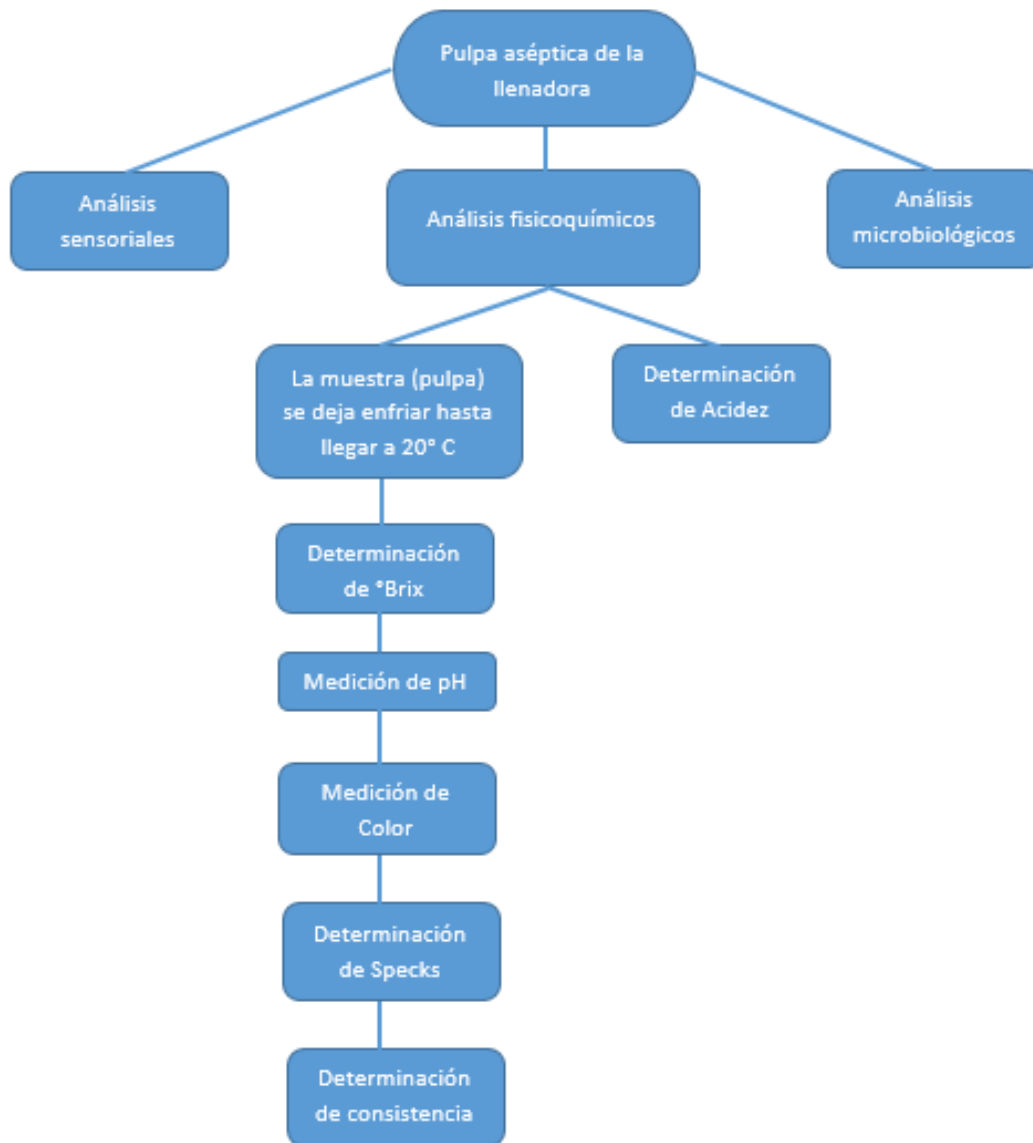 Pulpa aséptica de la
llenadora
Análisis
sensoriales
Análisis fisicoquímicos
Análisis
microbiológicos
La muestra (pulpa)
se deja enfriar hasta
llegar a 20° C
Determinación
de Acidez
Determinación
de °Brix
Medición de pH
Medición de
Color
Determinación
de Specks
Determinación
de consistencia